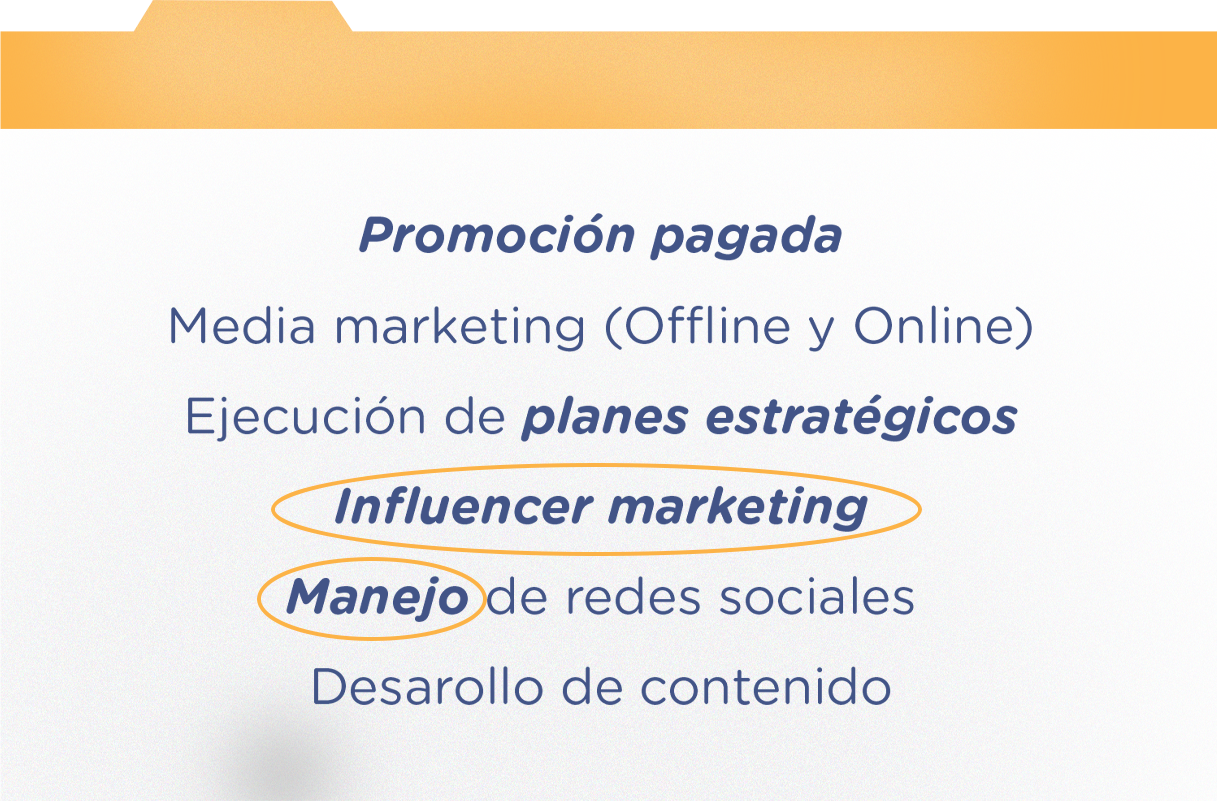 Promoción pagada
Media marketing (Offline y Online)
Ejecución de planes estratégicos
Influencer marketing
Manejo de redes sociales
Desarollo de contenido